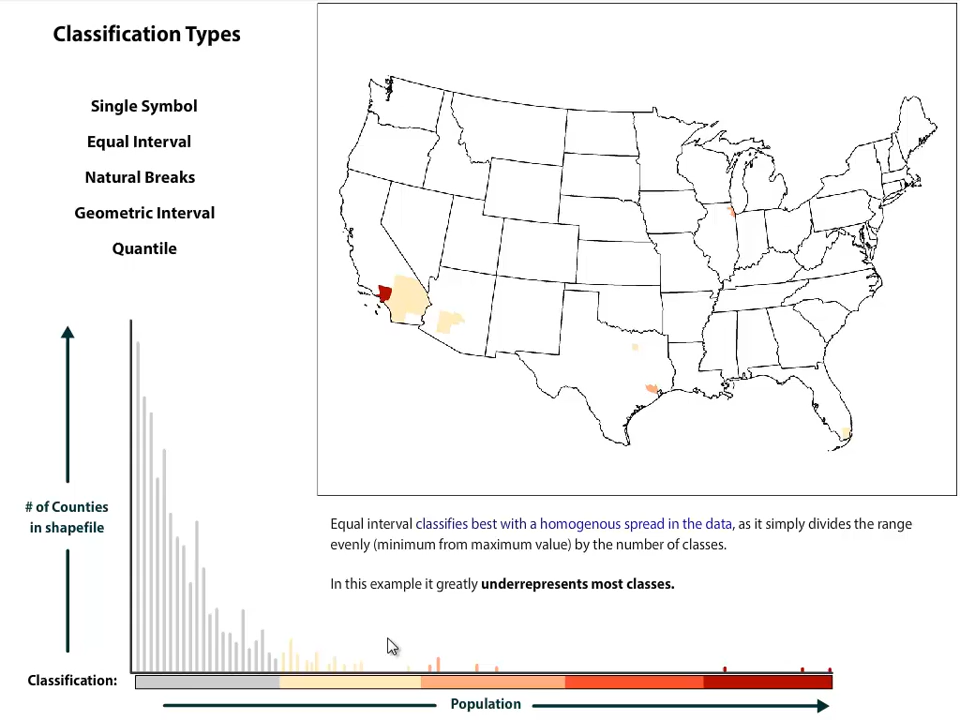 Classification Types
Single Symbol
Equal Interval
Natural Breaks
Geometric Interval
Quantile
# of Counties
in shapefile
Equal interval classifies best with a homogenous spread in the data, as it simply divides the range
evenly (minimum from maximum value) by the number of classes.
In this example it greatly underrepresents most classes.
Classification:
Population